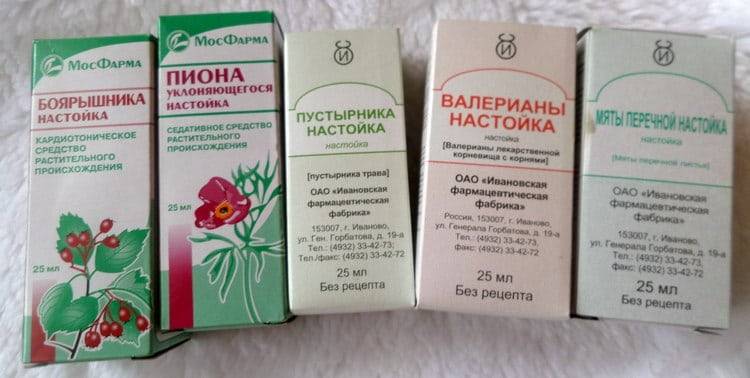 МосФарма
БОЯРЫШНИКА
НАСТОЙКА
КАРДИОТОНИЧЕСКОЕ
СРЕДСТВО
РАСТИТЕЛЬНОГО
ПРОИСХОЖДЕНИЯ
25 мл
МосФарма
ПИОНА
УКЛОНЯЮЩЕГОСЯ
НАСТОЙКА
СЕДАТИВНОЕ СРЕДСТВО
РАСТИТЕЛЬНОГО
ПРОИСХОЖДЕНИЯ
25 мл
И
ПУСТЫРНИКА
НАСТОЙКА
настойка
[пустырника трава]
ОАО «Ивановская
фармацевтическая
фабрика»
153007, г. Иваново,
ул. Ген. Горбатова, д. 19-а
Тел.: (4932) 33-42-73;
Тел./факс: (4932) 33-42-72
25 мл
Без рецепта
И
ВАЛЕРИАНЫ
НАСТОЙКА
настойка
[Валерианы лекарственной
корневища с корнями]
ОАО «Ивановская
фармацевтическая
фабрика»
Россия, 153007, г. Иваново,
ул. Генерала Горбатова, д. 19-а
Тел.: (4932) 33-42-73,
факс: (4932) 33-42-72
25 мл
Без рецепта
И
МЯТЫ ПЕРЕЧНОЙ НАСТОЙКА
настойка
[Мяты перечной листья]
ОАО «Ивановская
фармацевтическая
фабрика»
153007, г. Иваново,
ул. Генерала Горбатова, д. 19-а
Тел.: (4932) 33-42-73,
факс: (4932) 33-42-72
25 мл
Без рецепта